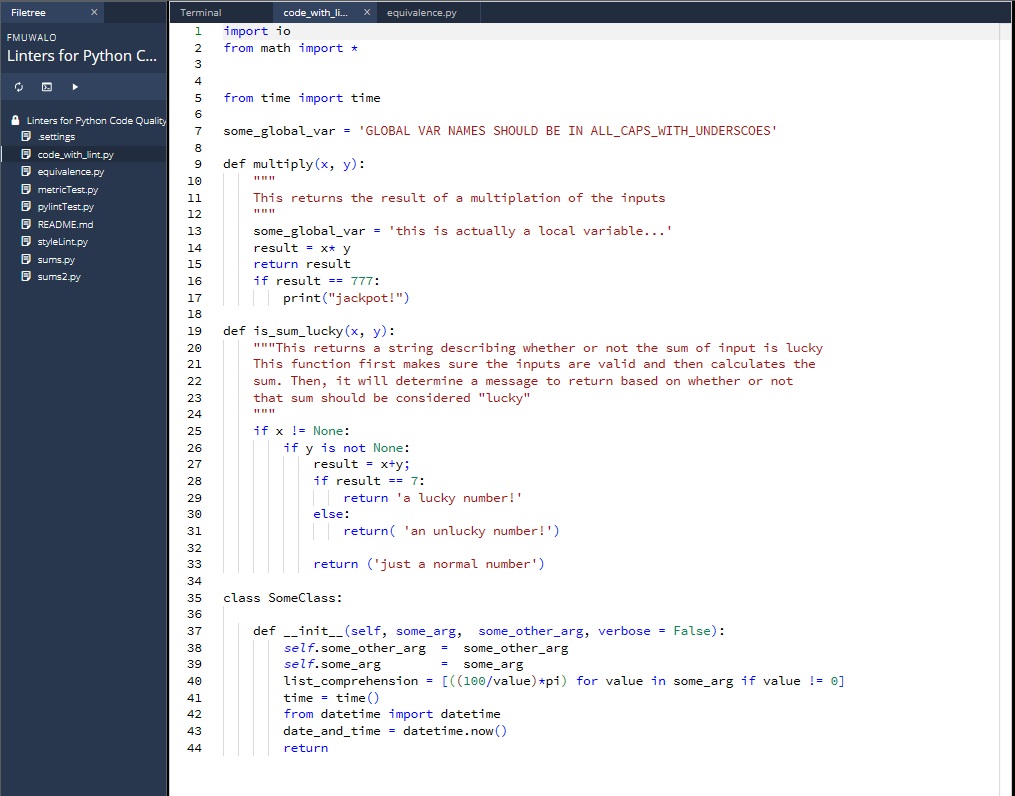 Filetree ×
FMUWALO
Linters for Python C...
Linters for Python Code Quality
.settings
code_with_lint.py
equivalence.py
metricTest.py
pylintTest.py
README.md
styleLint.py
sums.py
sums2.py
Terminal code_with_li... × equivalence.py
1 import io
2 from math import *
3
4
5 from time import time
6
7 some_global_var = 'GLOBAL VAR NAMES SHOULD BE IN ALL_CAPS_WITH_UNDERSCOES'
8
9 def multiply(x, y):
10     """
11     This returns the result of a multiplation of the inputs
12     """
13     some_global_var = 'this is actually a local variable...'
14     result = x* y
15     return result
16     if result == 777:
17         print("jackpot!")
18
19 def is_sum_lucky(x, y):
20     """This returns a string describing whether or not the sum of input is lucky
21     This function first makes sure the inputs are valid and then calculates the
22     sum. Then, it will determine a message to return based on whether or not
23     that sum should be considered "lucky"
24     """
25     if x != None:
26         if y is not None:
27             result = x+y;
28             if result == 7:
29                 return 'a lucky number!'
30             else:
31                 return( 'an unlucky number!')
32
33             return ('just a normal number')
34
35 class SomeClass:
36
37     def __init__(self, some_arg,  some_other_arg, verbose = False):
38         self.some_other_arg  =  some_other_arg
39         self.some_arg        =  some_arg
40         list_comprehension = [((100/value)*pi) for value in some_arg if value != 0]
41         time = time()
42         from datetime import datetime
43         date_and_time = datetime.now()
44         return